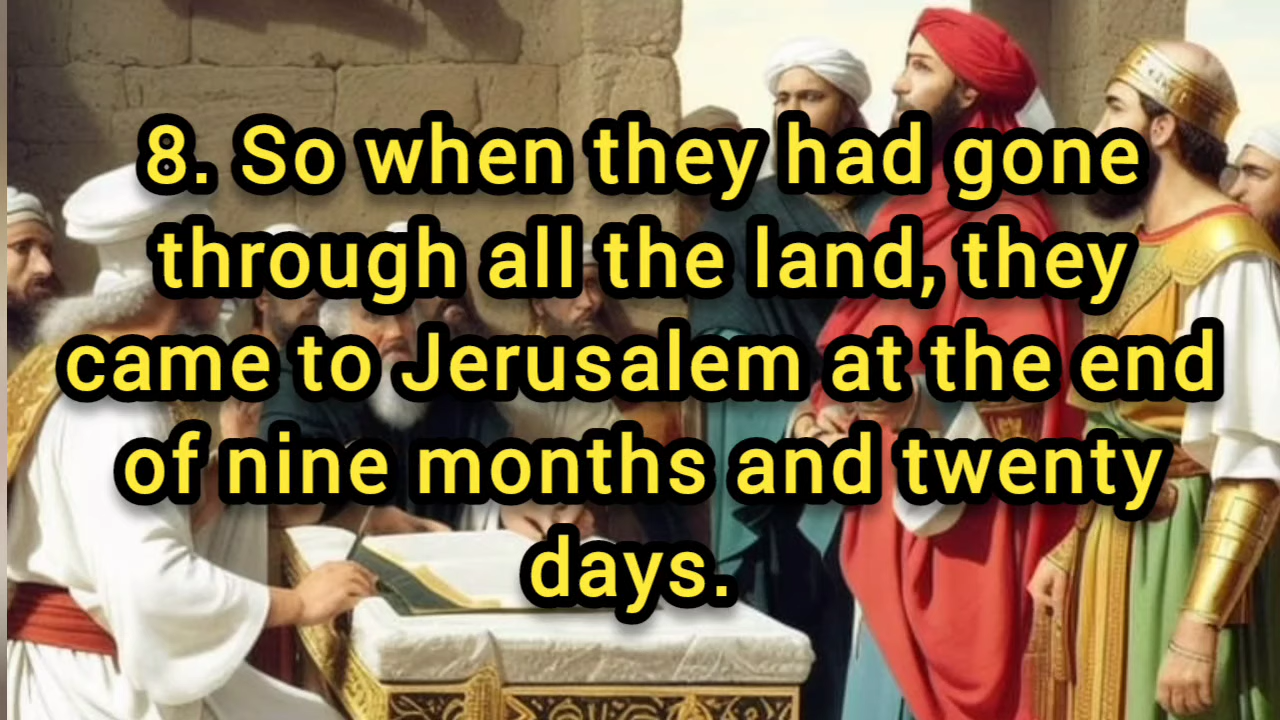 8. So when they had gone
through all the land, they
came to Jerusalem at the end
of nine months and twenty
days.